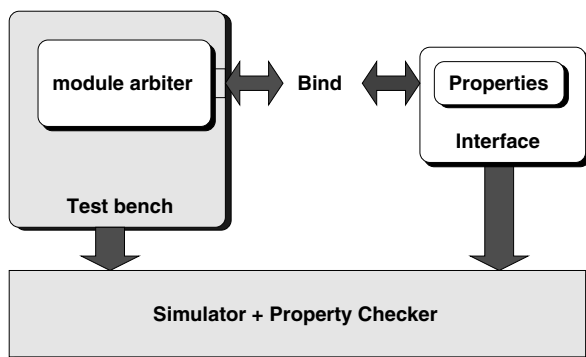 module arbiter
Bind
Properties
Interface
Test bench
Simulator + Property Checker